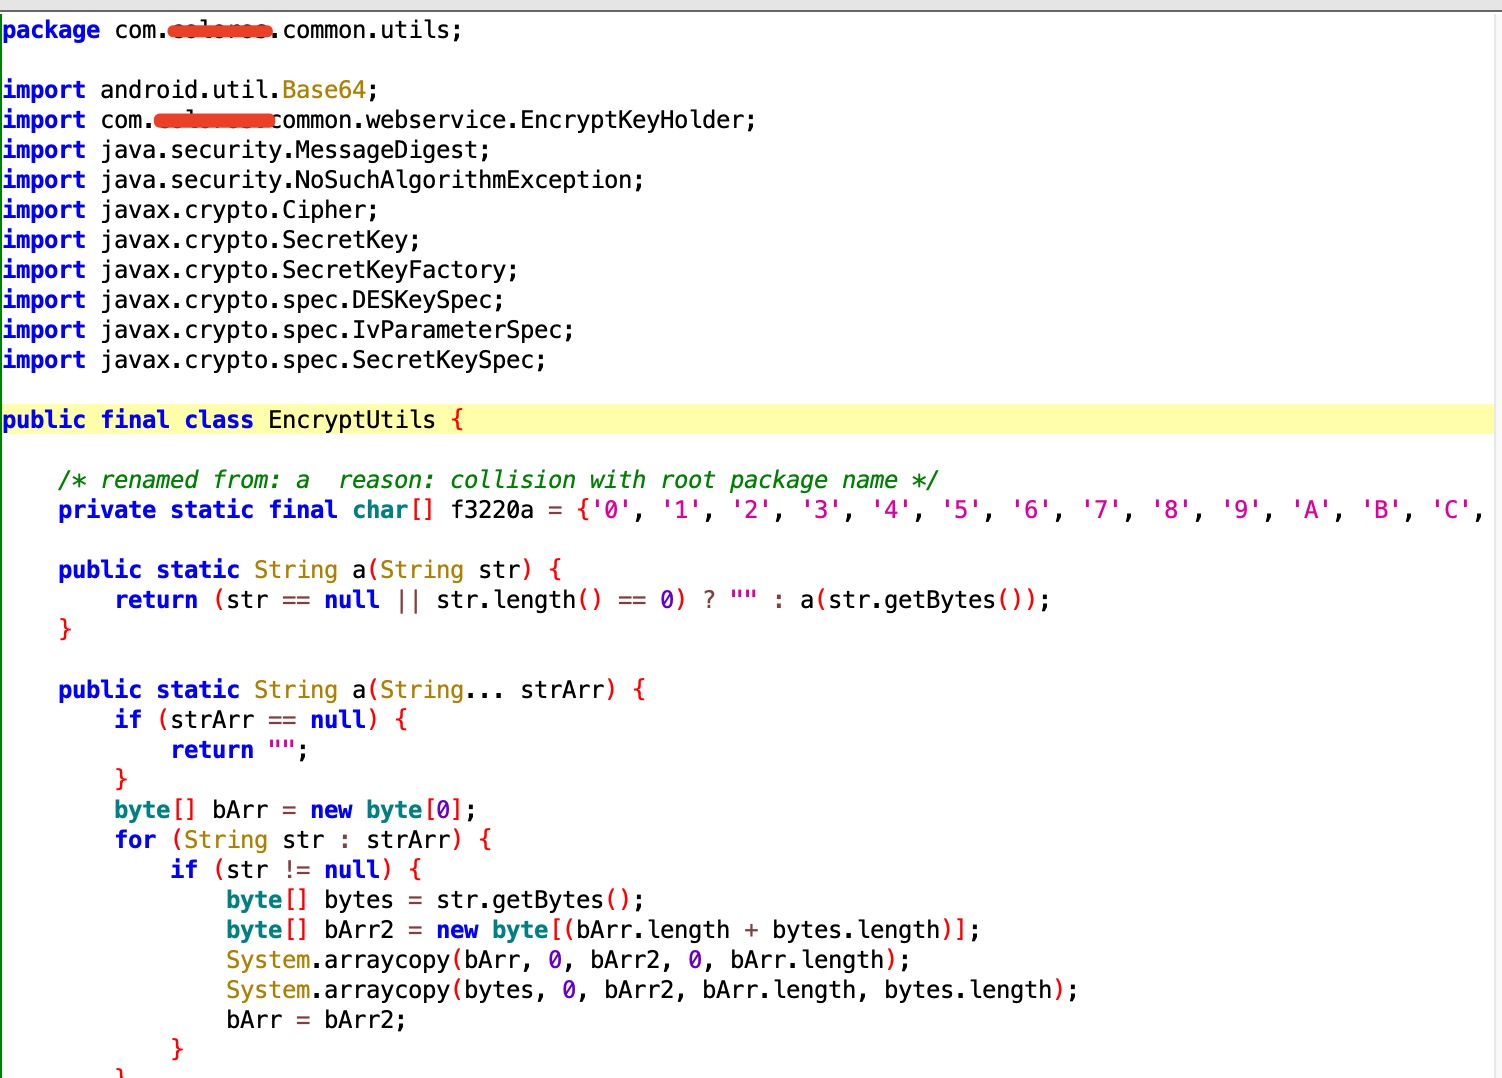 package com. .common.utils;
import android.util.Base64;
import com. common.webservice.EncryptKeyHolder;
import java.security.MessageDigest;
import java.security.NoSuchAlgorithmException;
import javax.crypto.Cipher;
import javax.crypto.SecretKey;
import javax.crypto.SecretKeyFactory;
import javax.crypto.spec.DESKeySpec;
import javax.crypto.spec.IvParameterSpec;
import javax.crypto.spec.SecretKeySpec;
public final class EncryptUtils {
/* renamed from: a  reason: collision with root package name */
private static final char[] f3220a = {'0', '1', '2', '3', '4', '5', '6', '7', '8', '9', 'A', 'B', 'C',
public static String a(String str) {
return (str == null || str.length() == 0) ? "" : a(str.getBytes());
}
public static String a(String... strArr) {
if (strArr == null) {
return "";
}
byte[] bArr = new byte[0];
for (String str : strArr) {
if (str != null) {
byte[] bytes = str.getBytes();
byte[] bArr2 = new byte[(bArr.length + bytes.length)];
System.arraycopy(bArr, 0, bArr2, 0, bArr.length);
System.arraycopy(bytes, 0, bArr2, bArr.length, bytes.length);
bArr = bArr2;
}
}